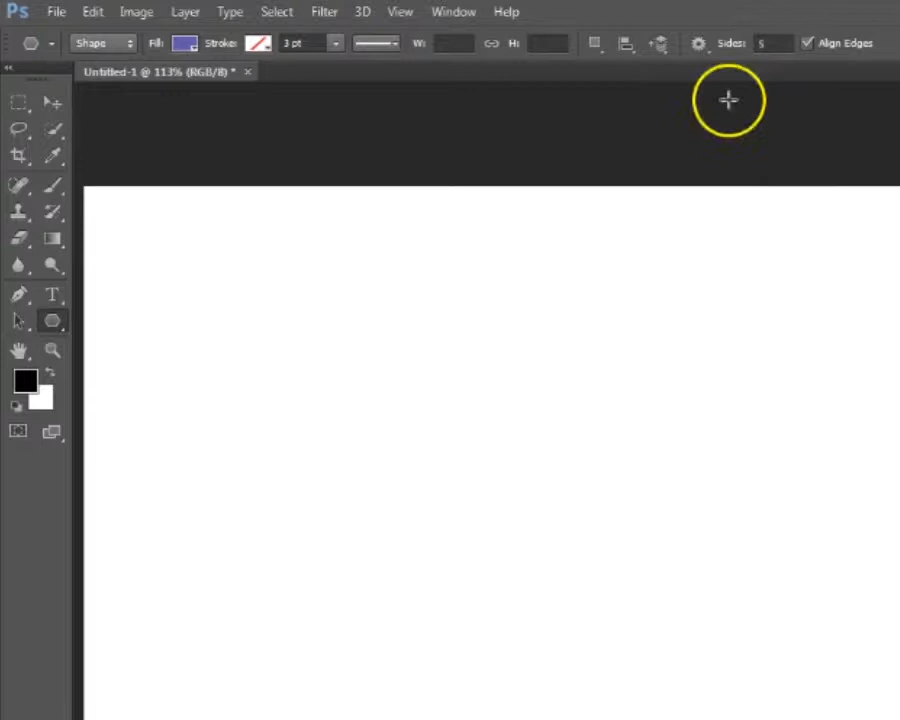 Ps File Edit Image Layer Type Select Filter 3D View Window Help
Shape Fill: Stroke: 3 pt W: H: Sides: 5 Align Edges
Untitled-1 @ 113% (RGB/8) * ×
T